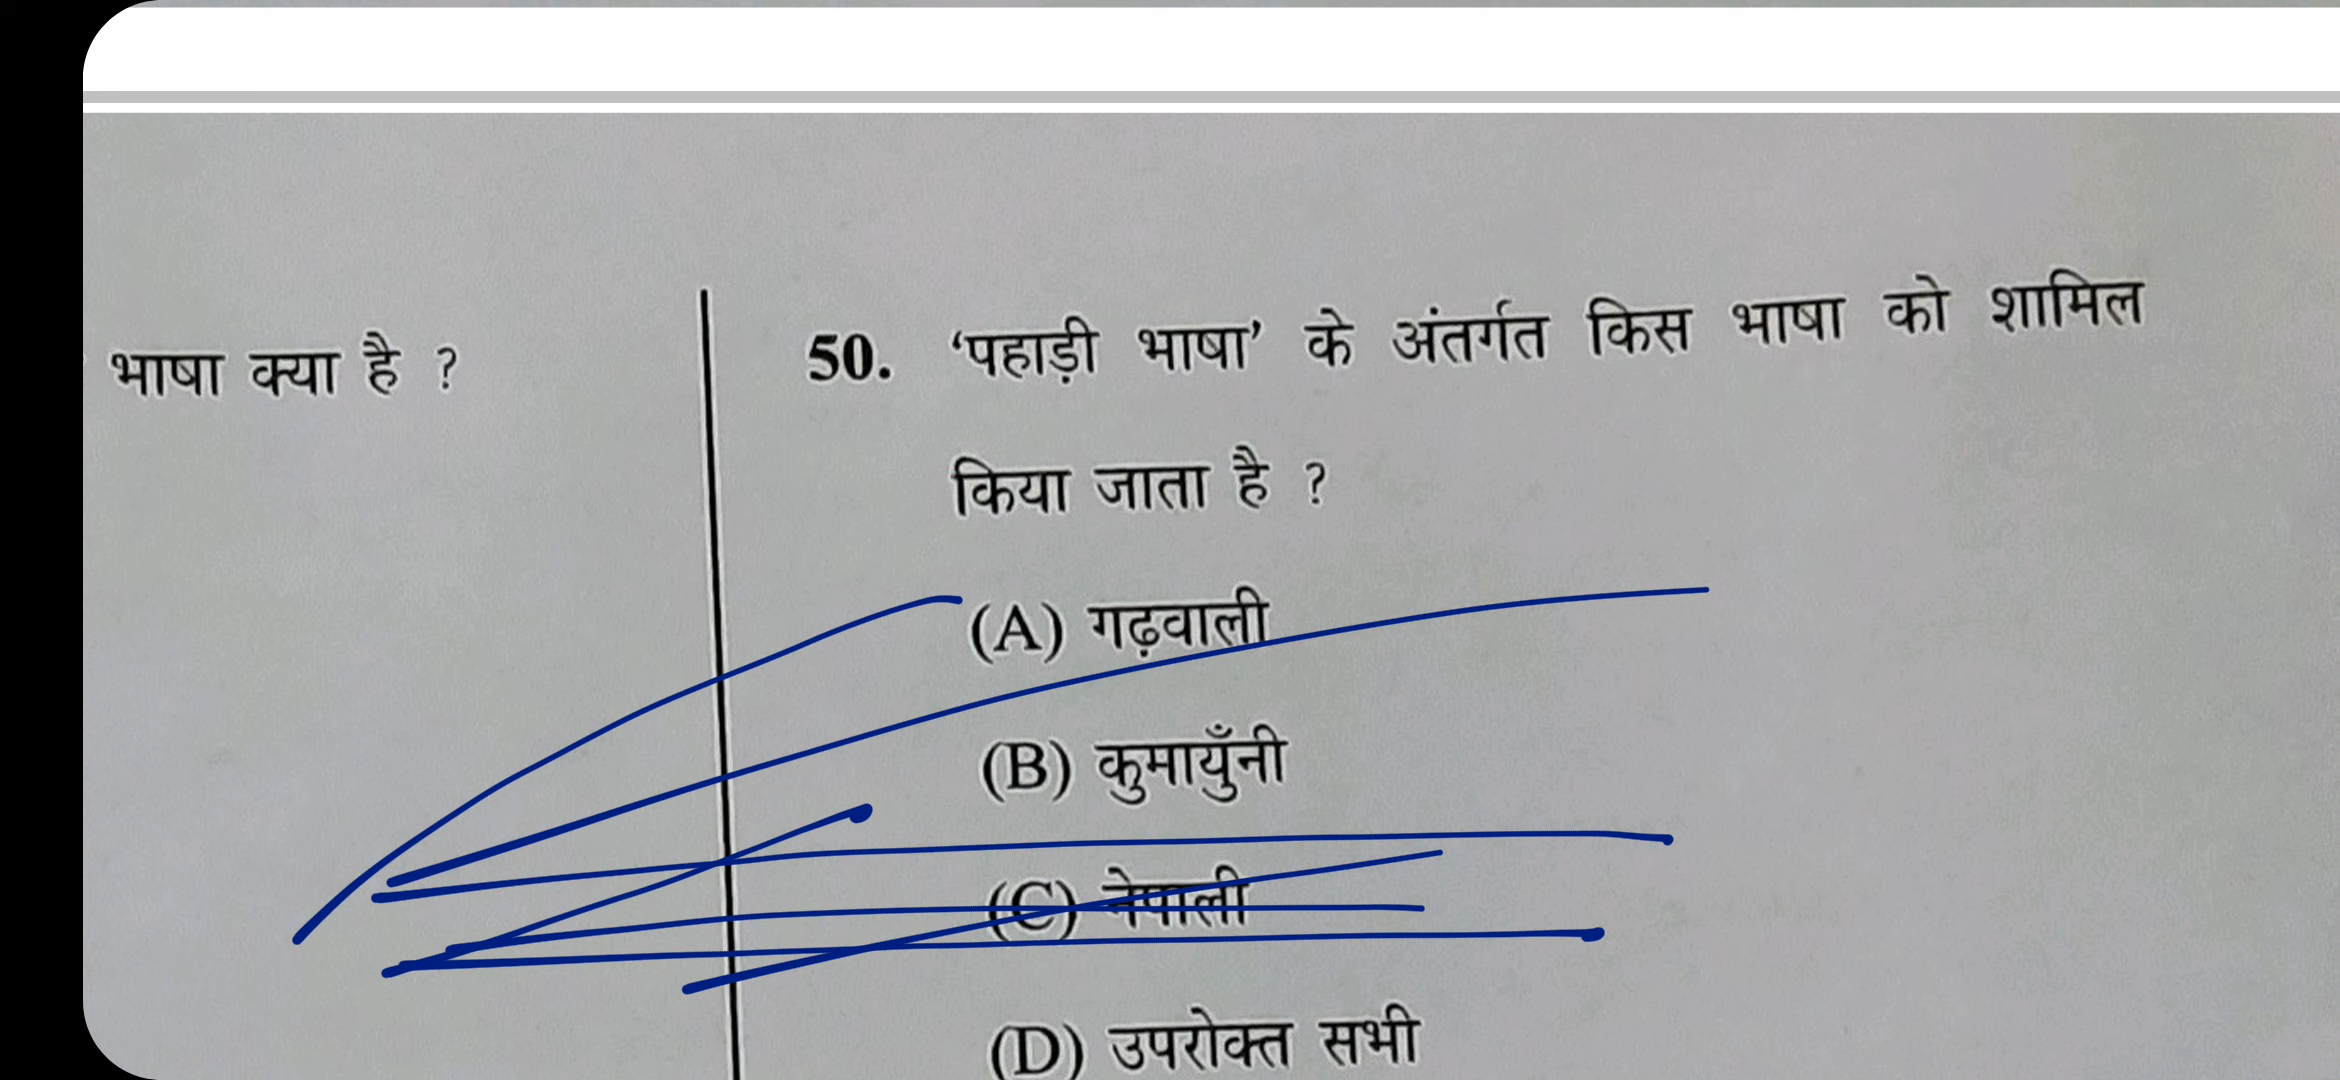 भाषा क्या है ?
50. ‘पहाड़ी भाषा’ के अंतर्गत किस भाषा को शामिल
किया जाता है ?
(A) गढ़वाली
(B) कुमायुँनी
(C) नेपाली
(D) उपरोक्त सभी